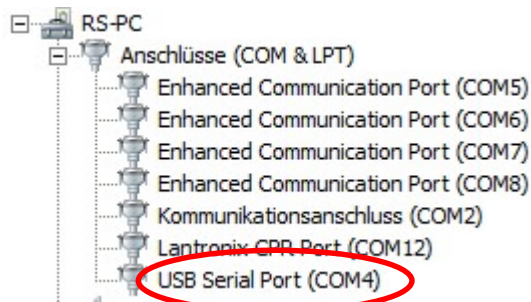 RS-PC
Anschlüsse (COM & LPT)
Enhanced Communication Port (COM5)
Enhanced Communication Port (COM6)
Enhanced Communication Port (COM7)
Enhanced Communication Port (COM8)
Kommunikationsanschluss (COM2)
Lantronix CPR Port (COM12)
USB Serial Port (COM4)